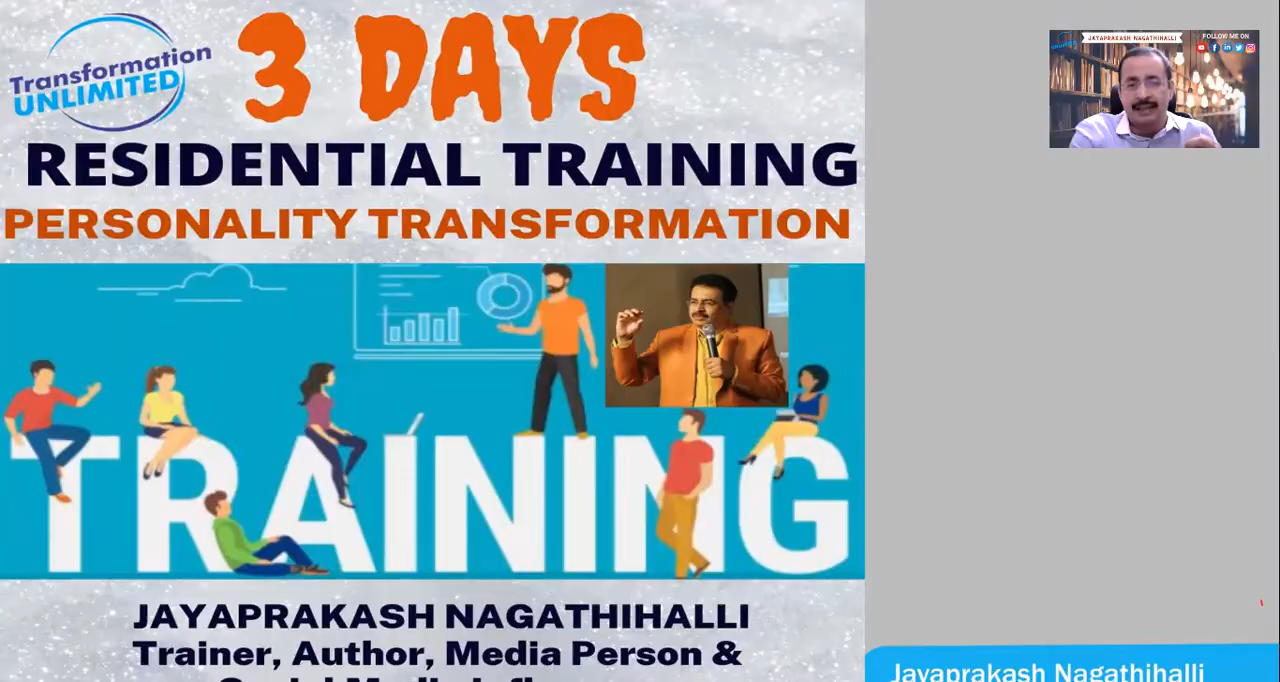 Transformation
UNLIMITED
3 DAYS
RESIDENTIAL TRAINING
PERSONALITY TRANSFORMATION
TRAINING
JAYAPRAKASH NAGATHIHALLI
Trainer, Author, Media Person &
JAYAPRAKASH NAGATHIHALLI
FOLLOW ME ON
Jayaprakash Nagathihalli